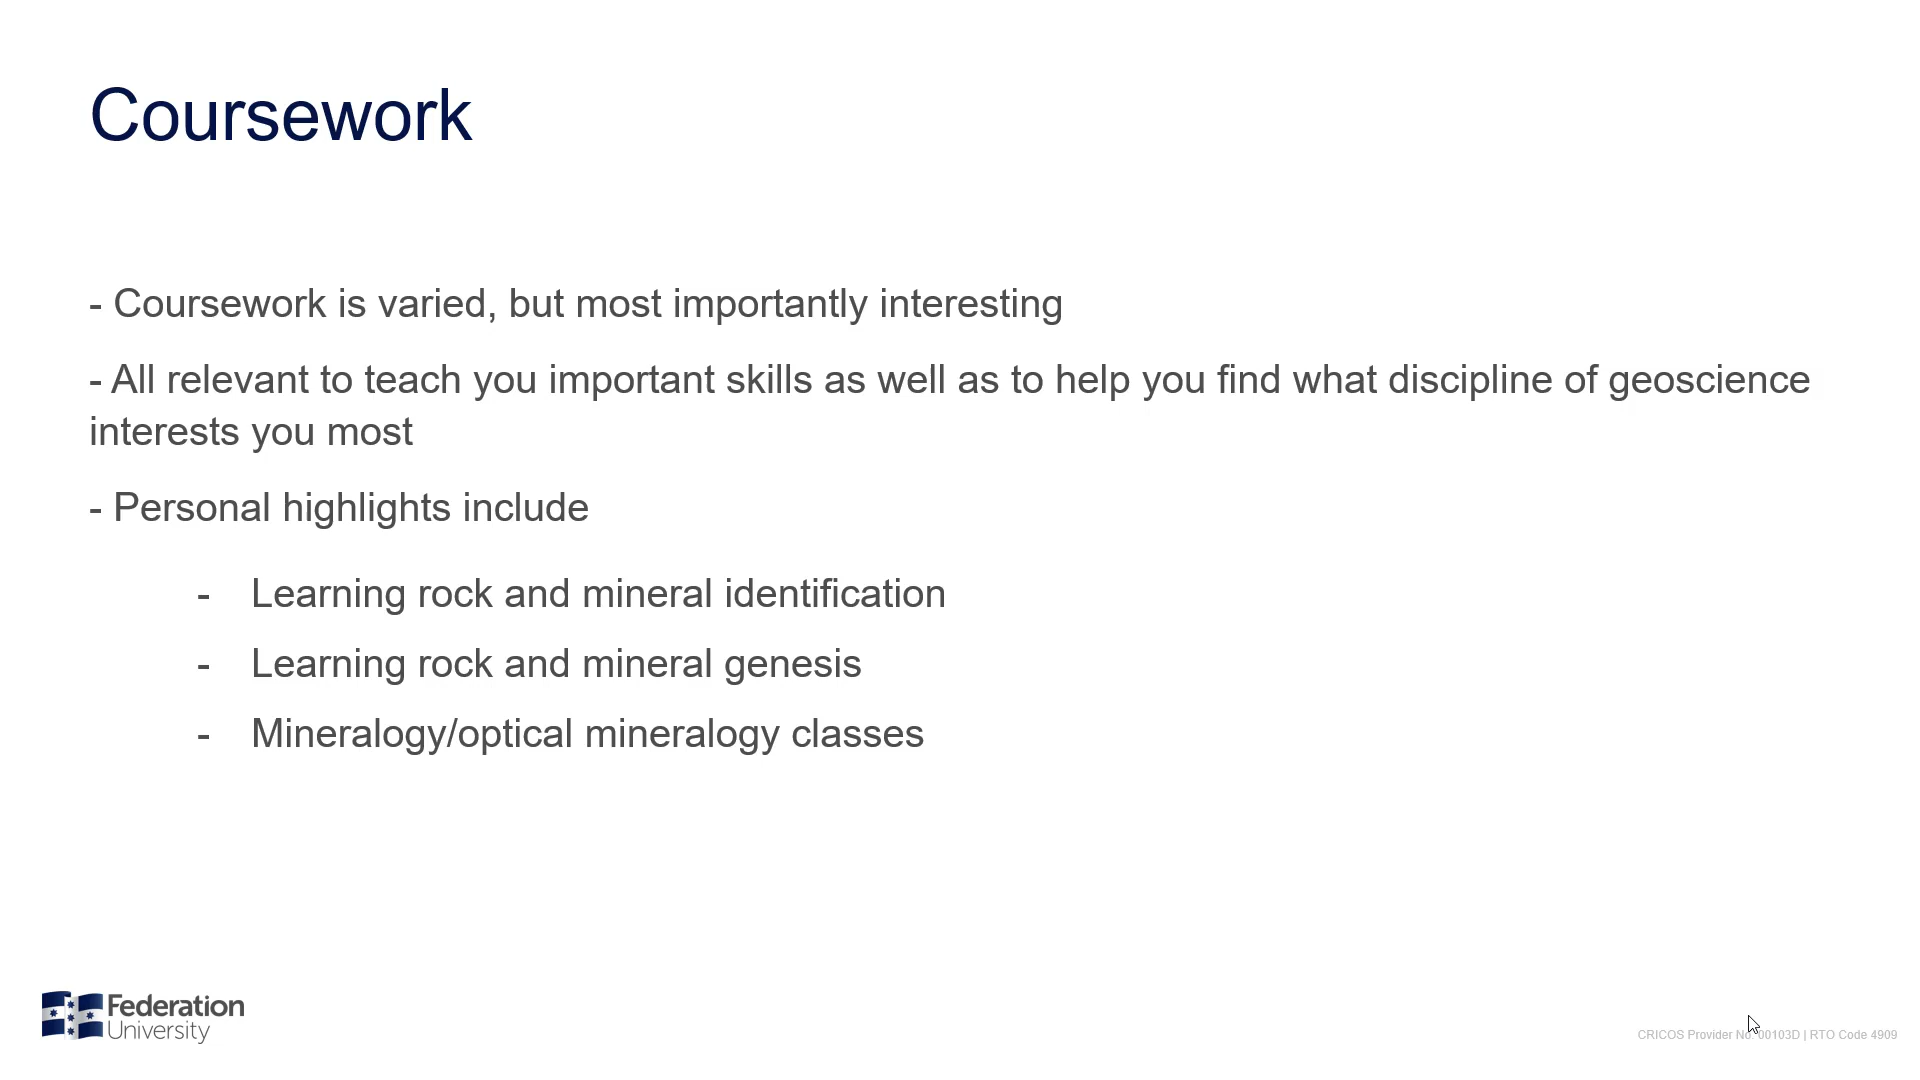 Coursework
- Coursework is varied, but most importantly interesting
- All relevant to teach you important skills as well as to help you find what discipline of geoscience
interests you most
- Personal highlights include
- Learning rock and mineral identification
- Learning rock and mineral genesis
- Mineralogy/optical mineralogy classes
Federation
University
CRICOS Provider No. 00103D | RTO Code 4909